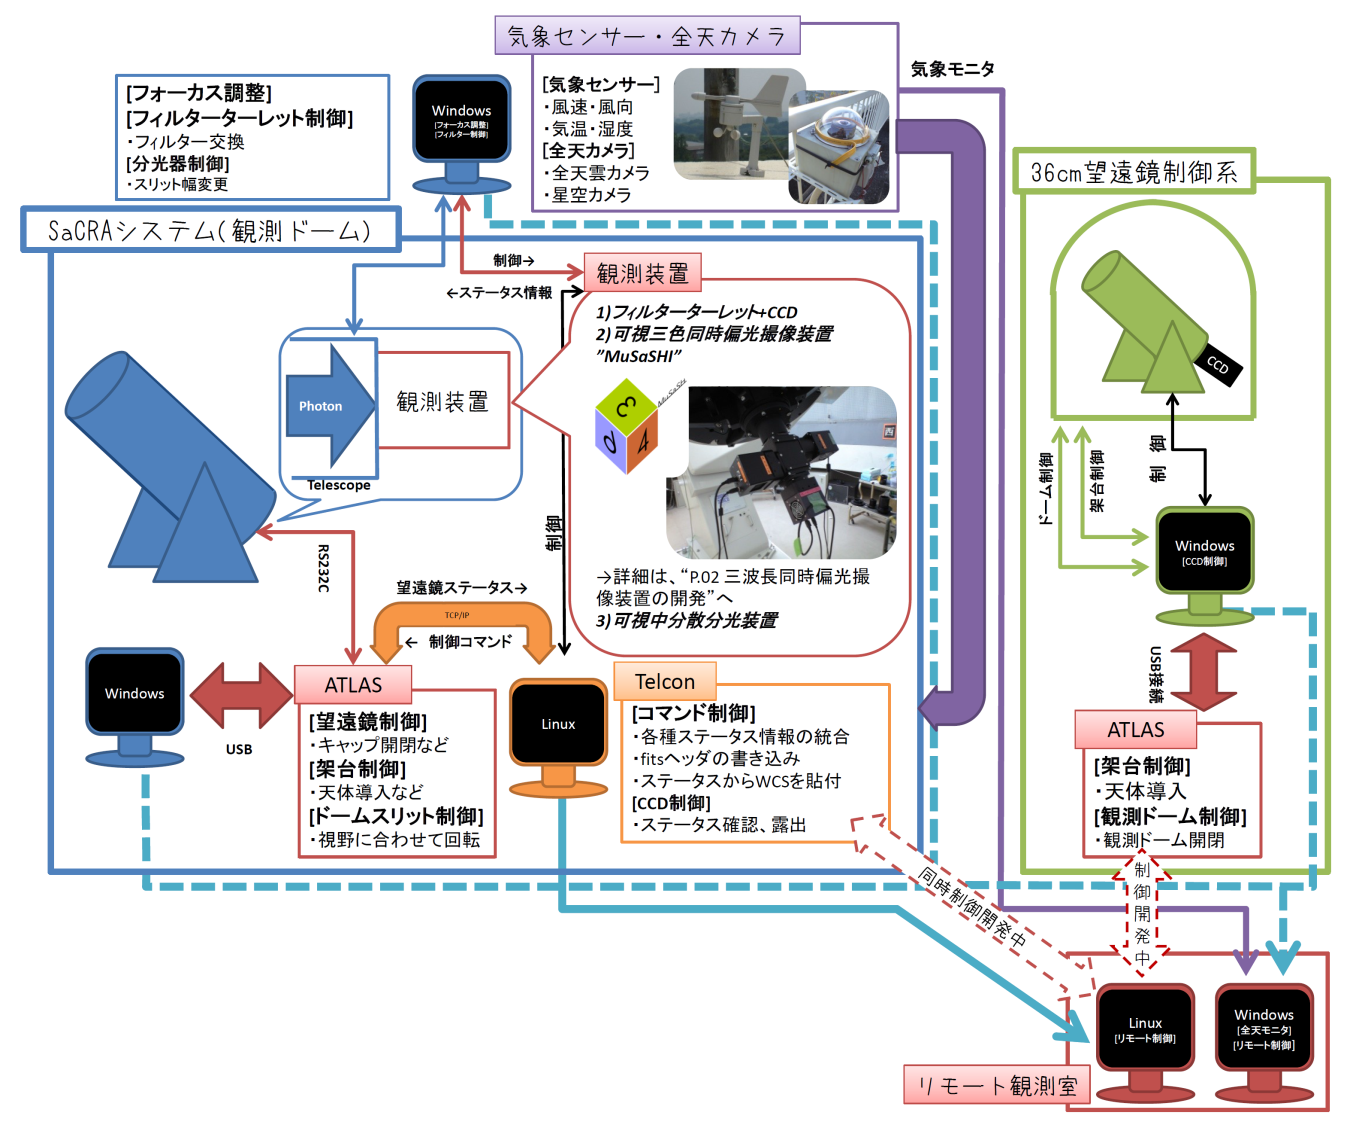 気象センサー・全天カメラ
[気象センサー]
・風速・風向
・気温・湿度
[全天カメラ]
・全天雲カメラ
・星空カメラ
気象モニタ
[フォーカス調整]
[フィルターターレット制御]
・フィルター交換
[分光器制御]
・スリット幅変更
Windows
[フォーカス調整]
[フィルター制御]
SaCRAシステム(観測ドーム)
制御→
←ステータス情報
観測装置
1)フィルターターレット+CCD
2)可視三色同時偏光撮像装置
”MuSaSHI”
MuSaSHI
3
d
4
→詳細は、“P.02 三波長同時偏光撮
像装置の開発”へ
3)可視中分散分光装置
Photon
観測装置
Telescope
制御
RS232C
望遠鏡ステータス→
TCP/IP
← 制御コマンド
Windows
USB
ATLAS
[望遠鏡制御]
・キャップ開閉など
[架台制御]
・天体導入など
[ドームスリット制御]
・視野に合わせて回転
Linux
Telcon
[コマンド制御]
・各種ステータス情報の統合
・fitsヘッダの書き込み
・ステータスからWCSを貼付
[CCD制御]
・ステータス確認、露出
36cm望遠鏡制御系
CCD
ドーム制御
架台制御
制御
Windows
[CCD制御]
USB接続
ATLAS
[架台制御]
・天体導入
[観測ドーム制御]
・観測ドーム開閉
制御開発中
同時制御開発中
Linux
[リモート制御]
Windows
[全天モニタ]
[リモート制御]
リモート観測室